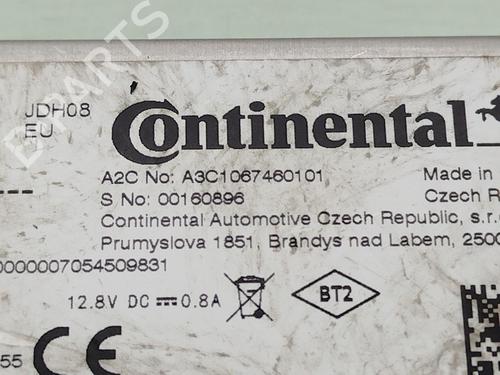 B-PARTS
JDH08
EU
Continental
A2C No: A3C1067460101
Made in
S No: 00160896
Czech R
Continental Automotive Czech Republic, s.r.
Prumyslova 1851, Brandys nad Labem, 2500
0000007054509831
12.8V DC 0.8A
BT2
55
CE